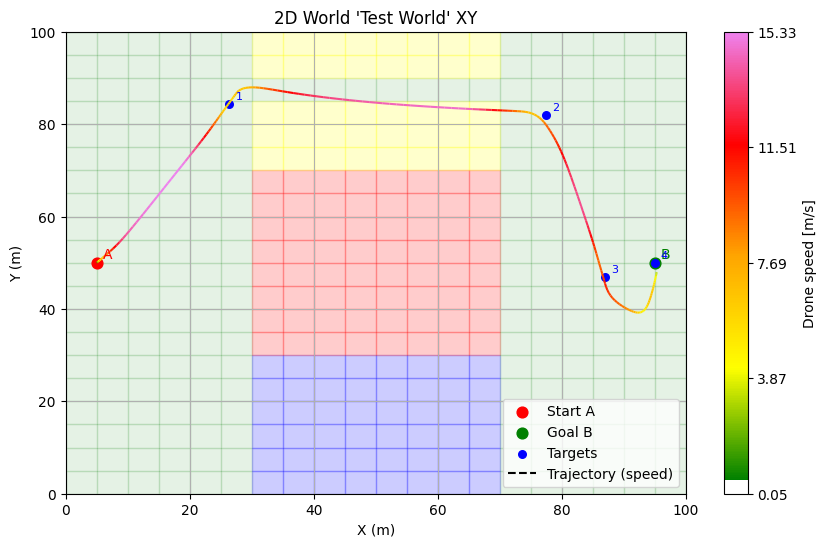 2D World 'Test World' XY
100
80
60
40
20
0
Y (m)
0
20
40
60
80
100
X (m)
A
1
2
3
4
B
Start A
Goal B
Targets
Trajectory (speed)
15.33
11.51
7.69
3.87
0.05
Drone speed [m/s]